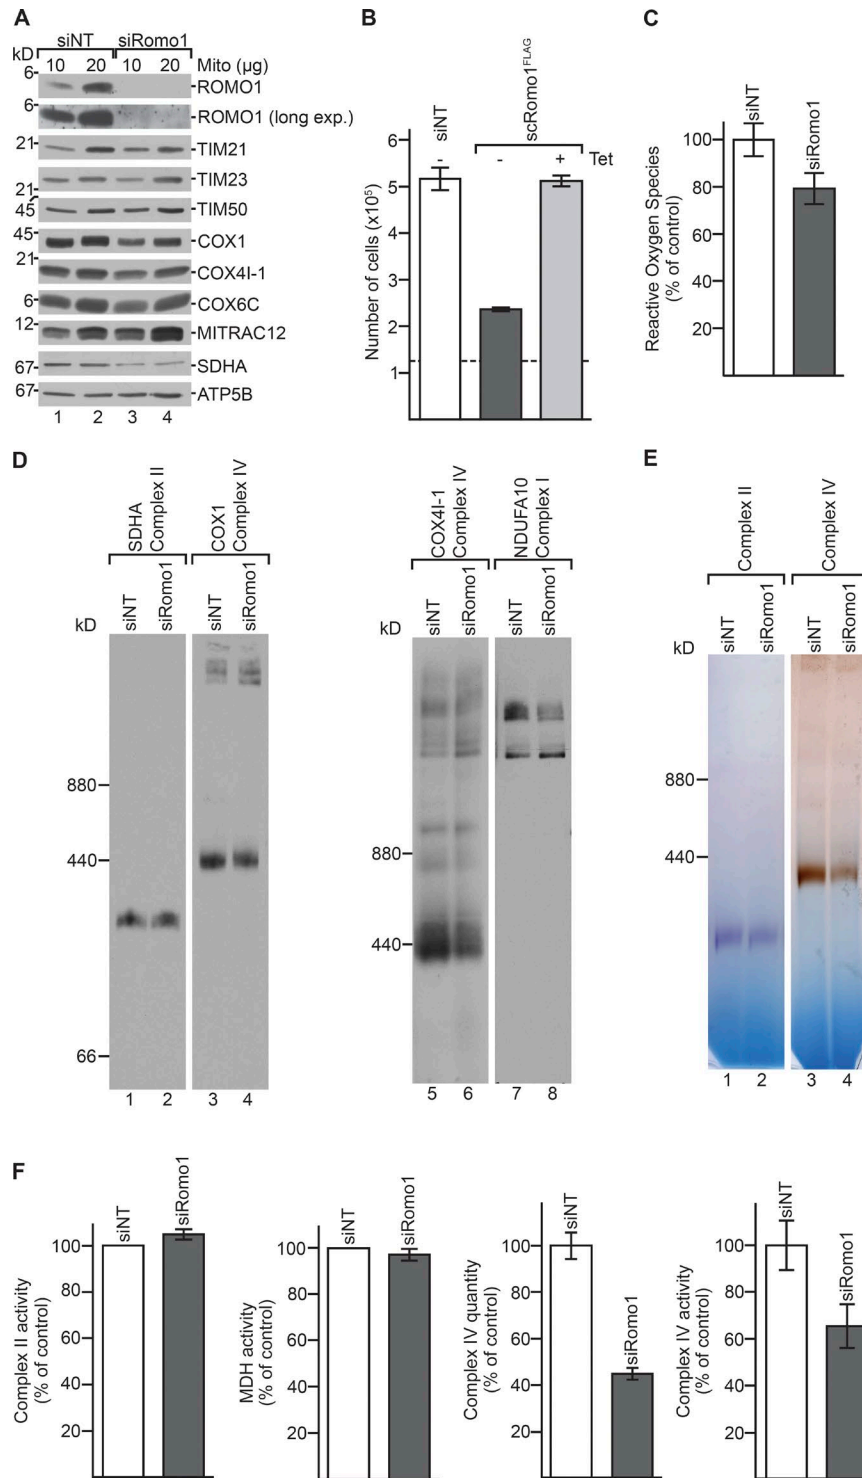 A
siNT siRomo1
kD 10 20 10 20 Mito (µg)
6 ROMO1
6 ROMO1 (long exp.)
21 TIM21
21 TIM23
45 TIM50
45 COX1
21 COX4I-1
6 COX6C
12 MITRAC12
67 SDHA
67 ATP5B
1 2 3 4
B
siNT
scRomo1FLAG
- - + Tet
Number of cells (x10⁵)
6
5
4
3
2
1
C
siNT
siRomo1
Reactive Oxygen Species
(% of control)
100
80
60
40
20
D
SDHA
Complex II
COX1
Complex IV
siNT
siRomo1
siNT
siRomo1
kD
880
440
66
1 2 3 4
COX4I-1
Complex IV
NDUFA10
Complex I
siNT
siRomo1
siNT
siRomo1
kD
880
440
5 6 7 8
E
Complex II
Complex IV
siNT
siRomo1
siNT
siRomo1
kD
880
440
1 2 3 4
F
siNT
siRomo1
Complex II activity
(% of control)
100
80
60
40
20
siNT
siRomo1
MDH activity
(% of control)
100
80
60
40
20
siNT
siRomo1
Complex IV quantity
(% of control)
100
80
60
40
20
siNT
siRomo1
Complex IV activity
(% of control)
100
80
60
40
20